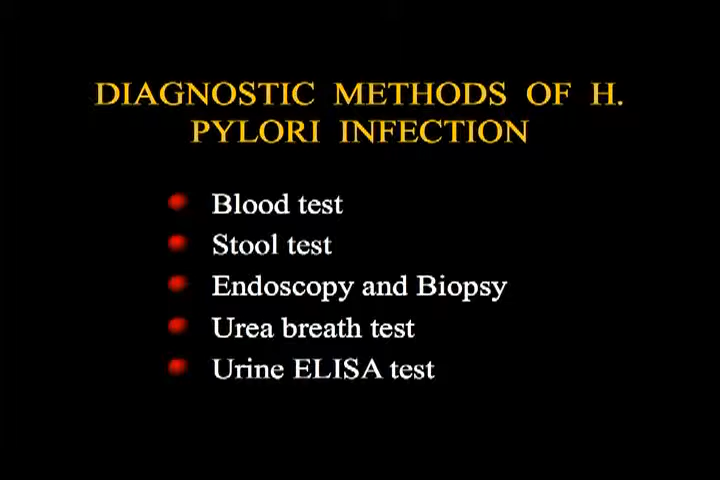 DIAGNOSTIC METHODS OF H.
PYLORI INFECTION
Blood test
Stool test
Endoscopy and Biopsy
Urea breath test
Urine ELISA test